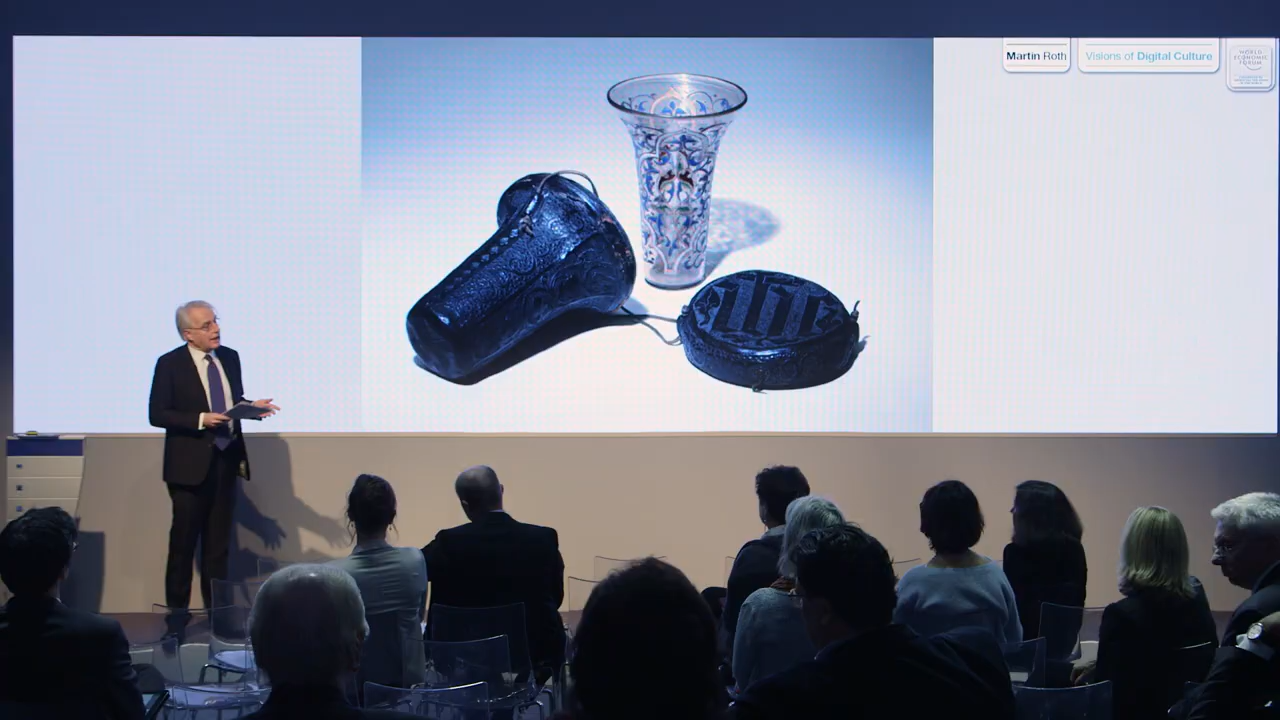 Martin Roth
Visions of Digital Culture
WORLD
ECONOMIC
FORUM